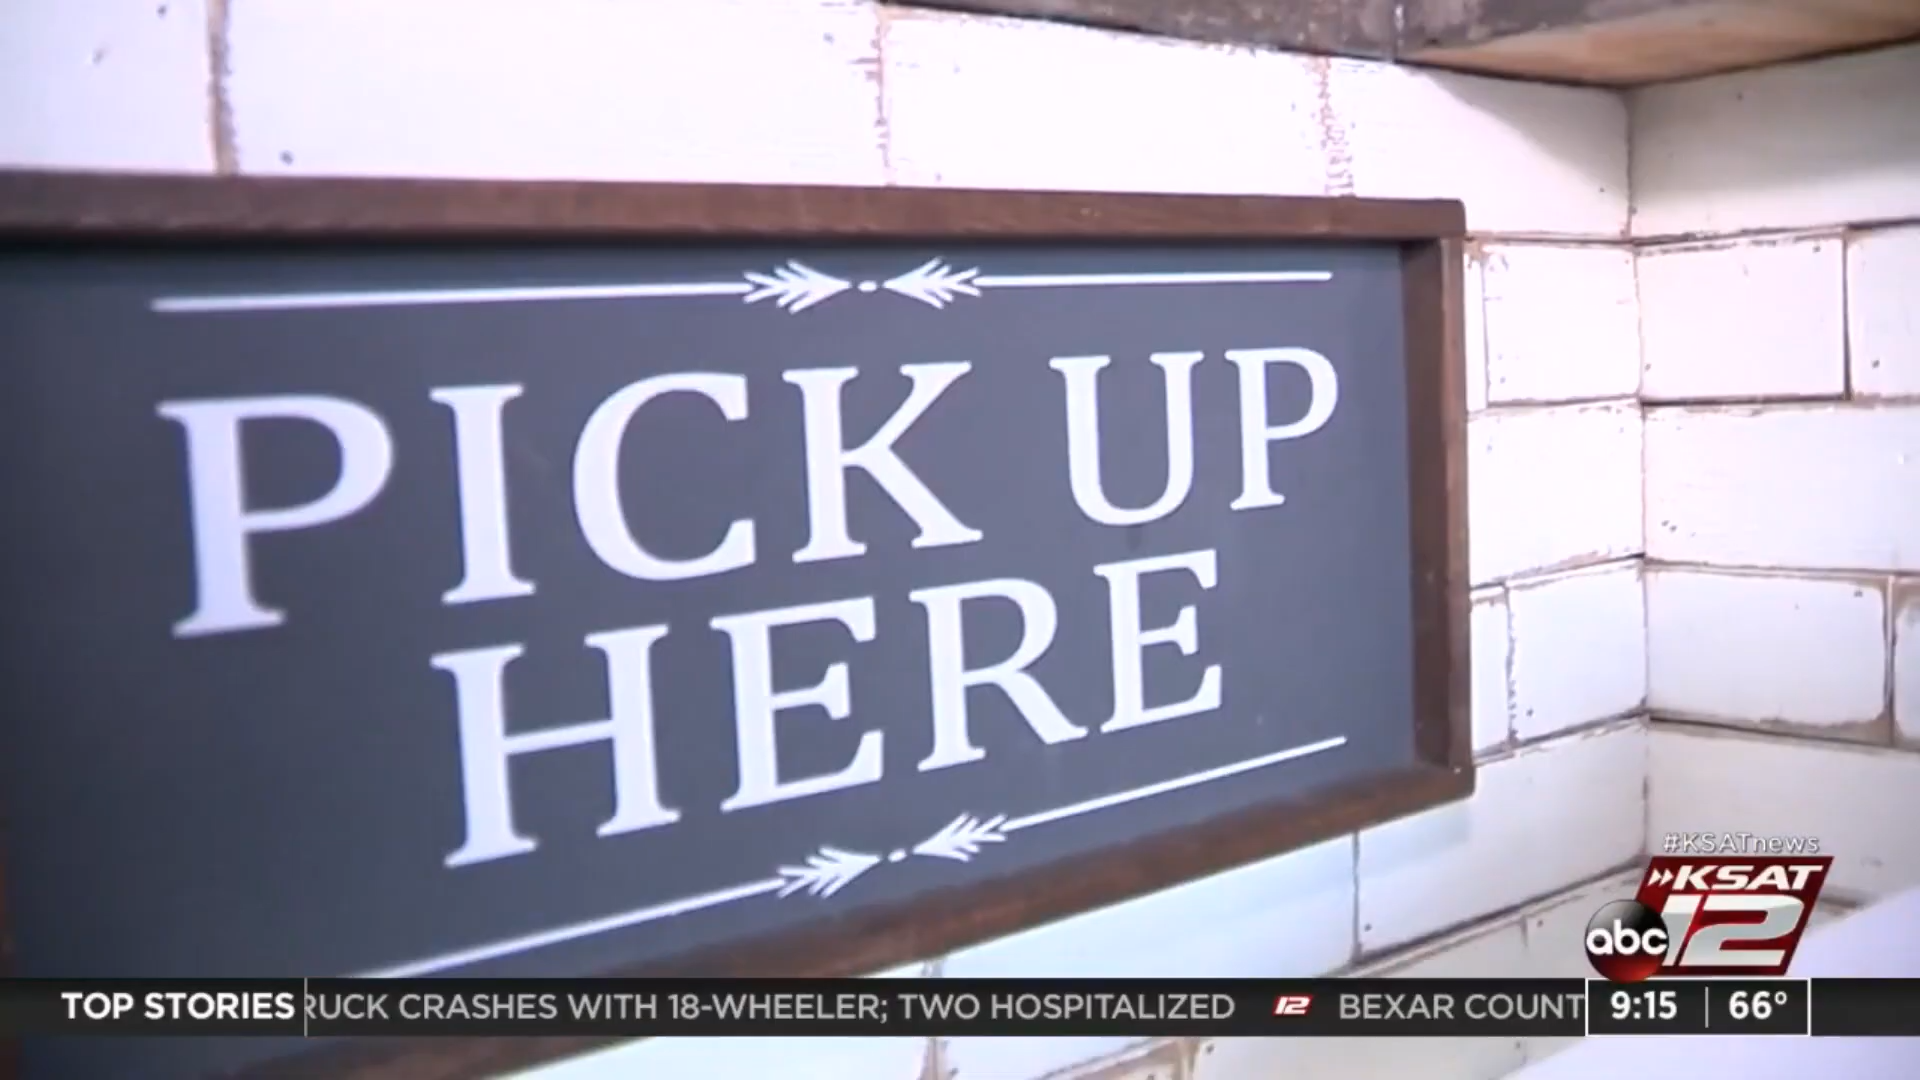 PICK UP
HERE
#KSATnews
KSAT
abc 12
TOP STORIES RUCK CRASHES WITH 18-WHEELER; TWO HOSPITALIZED 12 BEXAR COUNT 9:15 66°